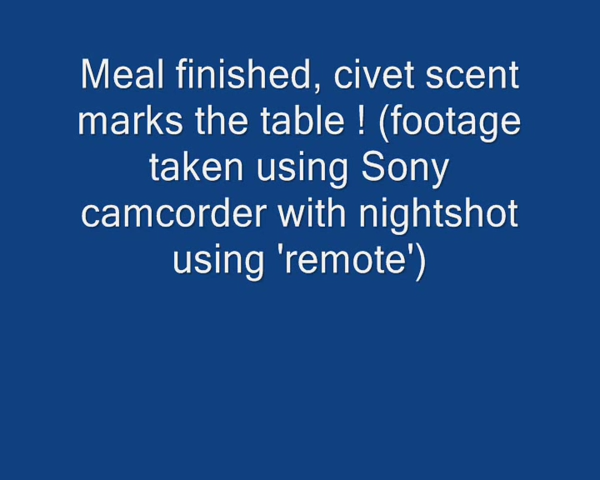 Meal finished, civet scent
marks the table ! (footage
taken using Sony
camcorder with nightshot
using 'remote')